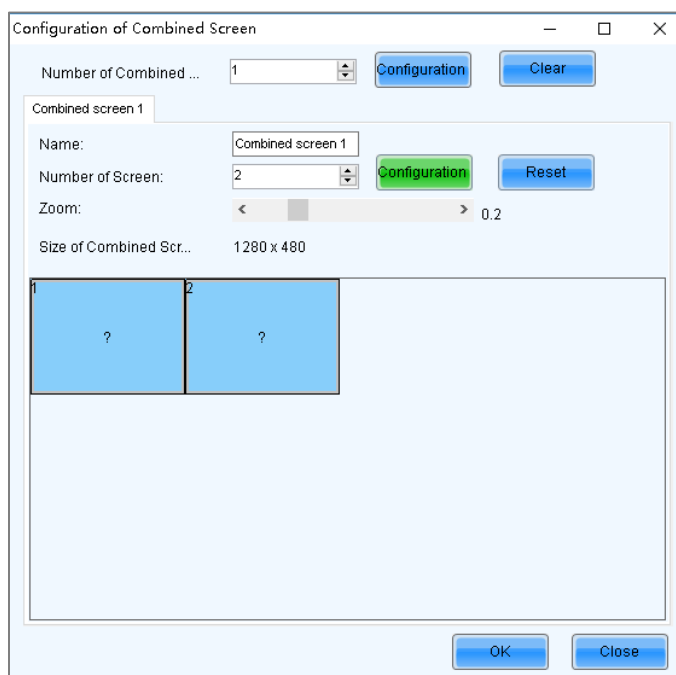 Configuration of Combined Screen
Number of Combined ... 1 Configuration Clear
Combined screen 1
Name: Combined screen 1
Number of Screen: 2 Configuration Reset
Zoom: 0.2
Size of Combined Scr... 1280 x 480
1 2
? ?
OK Close